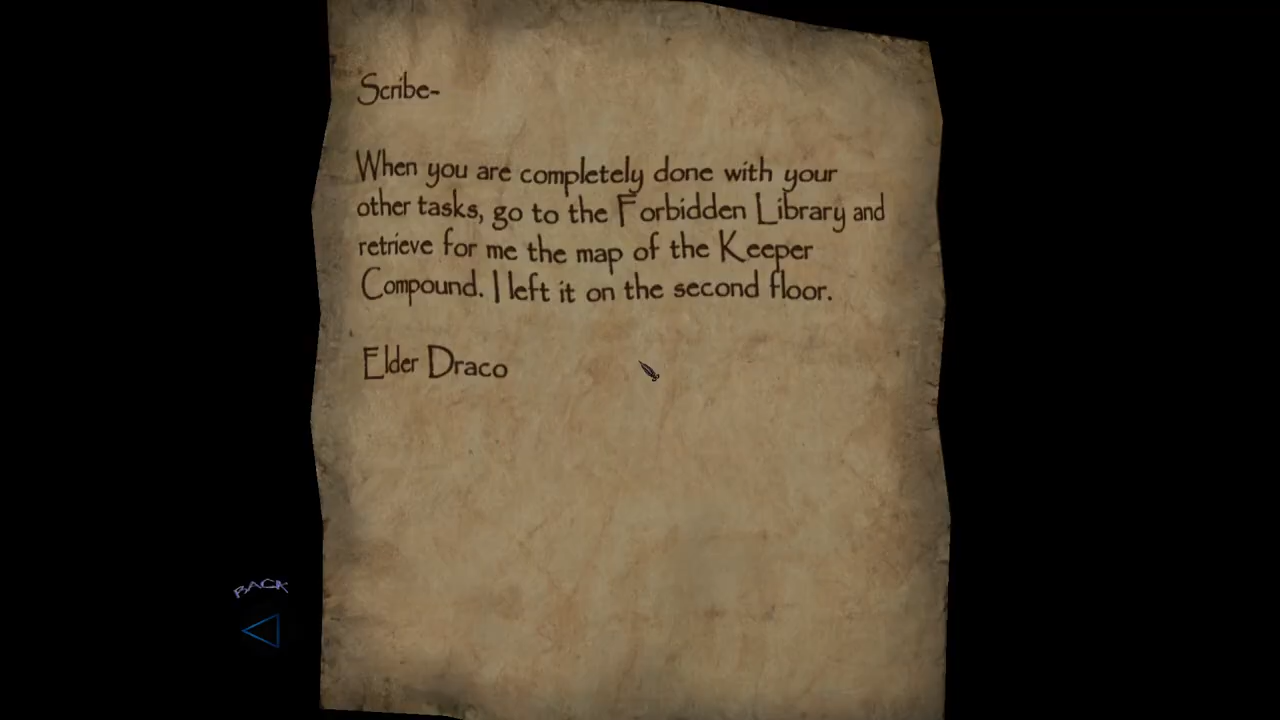 Scribe-
When you are completely done with your
other tasks, go to the Forbidden Library and
retrieve for me the map of the Keeper
Compound. I left it on the second floor.
Elder Draco
BACK